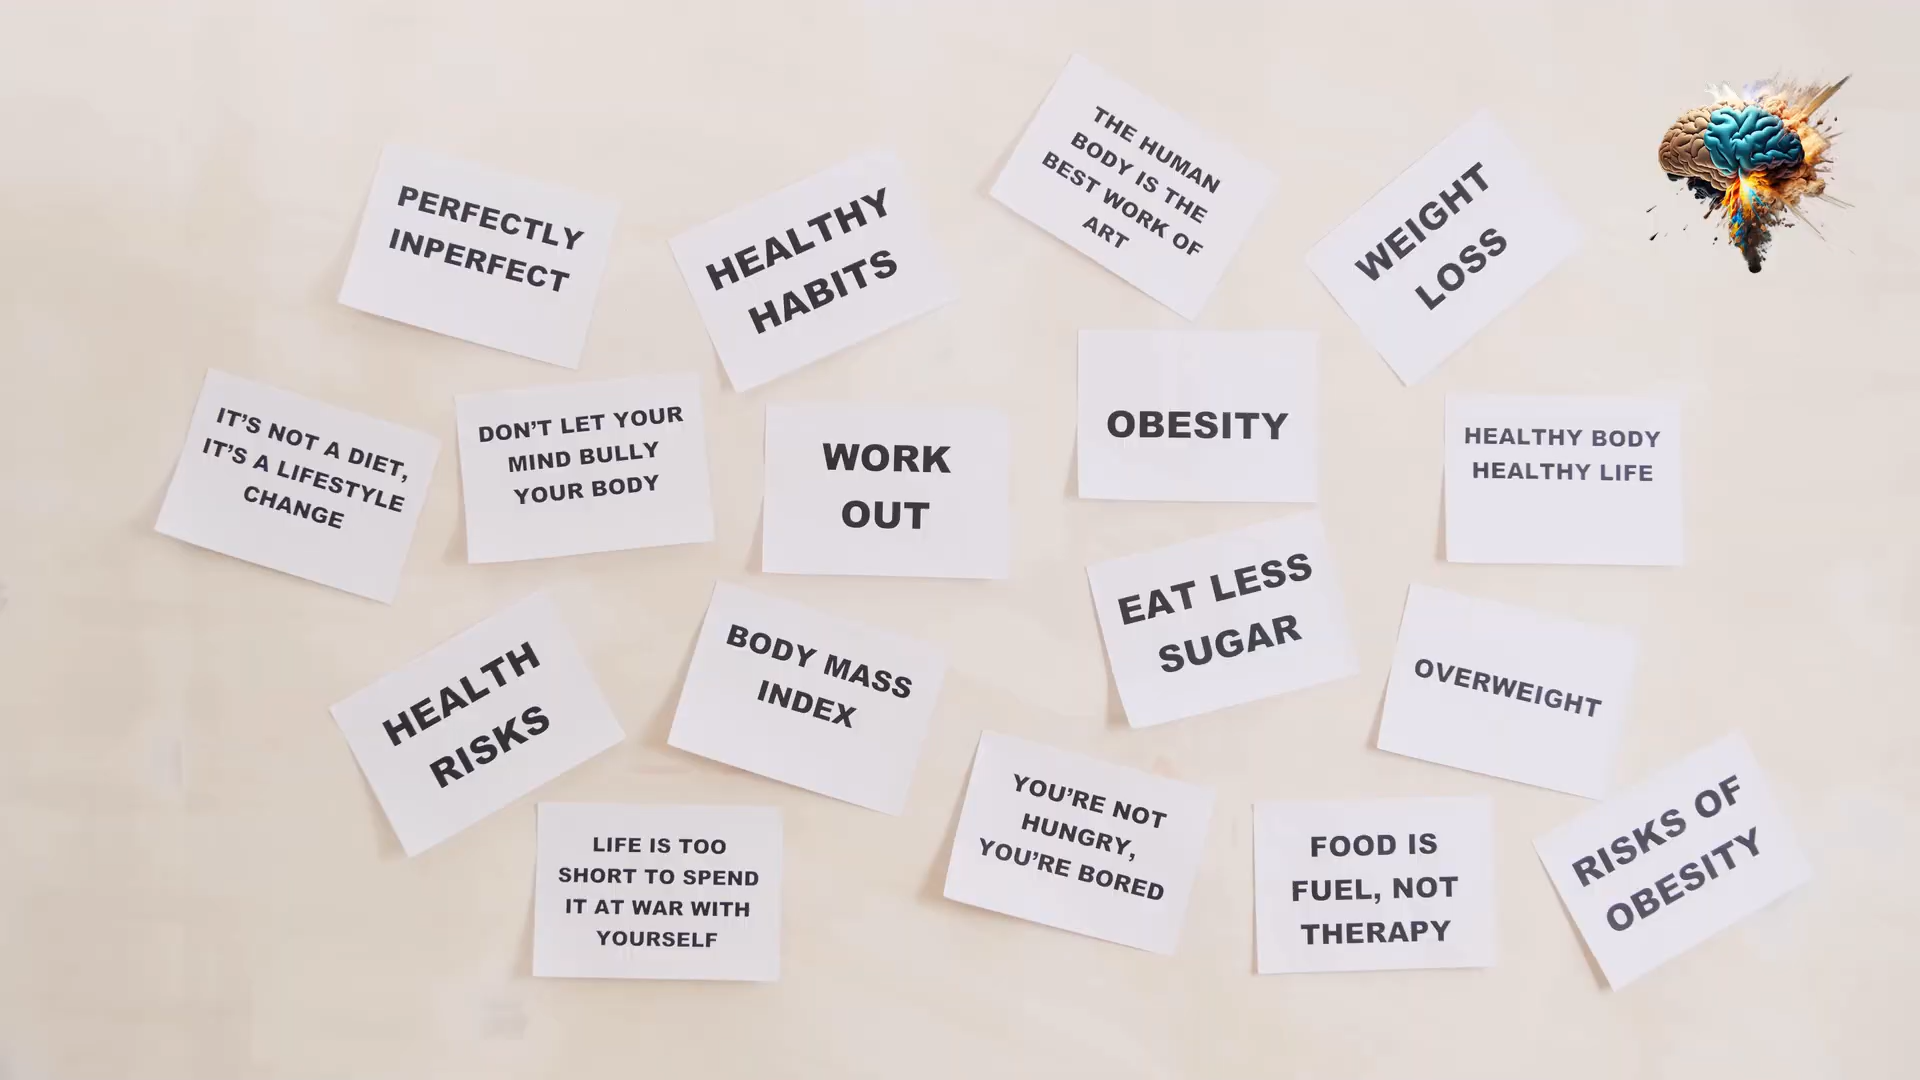 PERFECTLY
INPERFECT
HEALTHY
HABITS
THE HUMAN
BODY IS THE
BEST WORK OF
ART
WEIGHT
LOSS
IT'S NOT A DIET,
IT'S A LIFESTYLE
CHANGE
DON'T LET YOUR
MIND BULLY
YOUR BODY
WORK
OUT
OBESITY
HEALTHY BODY
HEALTHY LIFE
HEALTH
RISKS
BODY MASS
INDEX
EAT LESS
SUGAR
OVERWEIGHT
LIFE IS TOO
SHORT TO SPEND
IT AT WAR WITH
YOURSELF
YOU'RE NOT
HUNGRY,
YOU'RE BORED
FOOD IS
FUEL, NOT
THERAPY
RISKS OF
OBESITY